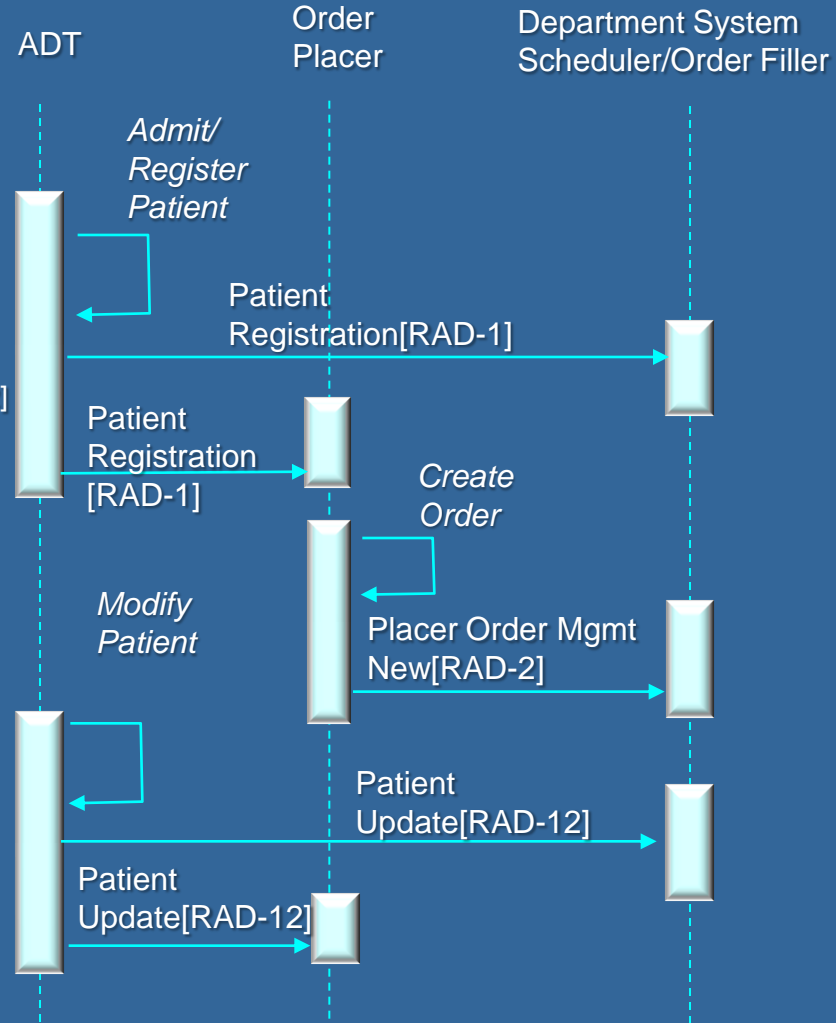 ADT
Order
Placer
Department System
Scheduler/Order Filler
Admit/
Register
Patient
Patient
Registration[RAD-1]
]
Patient
Registration
[RAD-1]
Create
Order
Modify
Patient
Placer Order Mgmt
New[RAD-2]
Patient
Update[RAD-12]
Patient
Update[RAD-12]